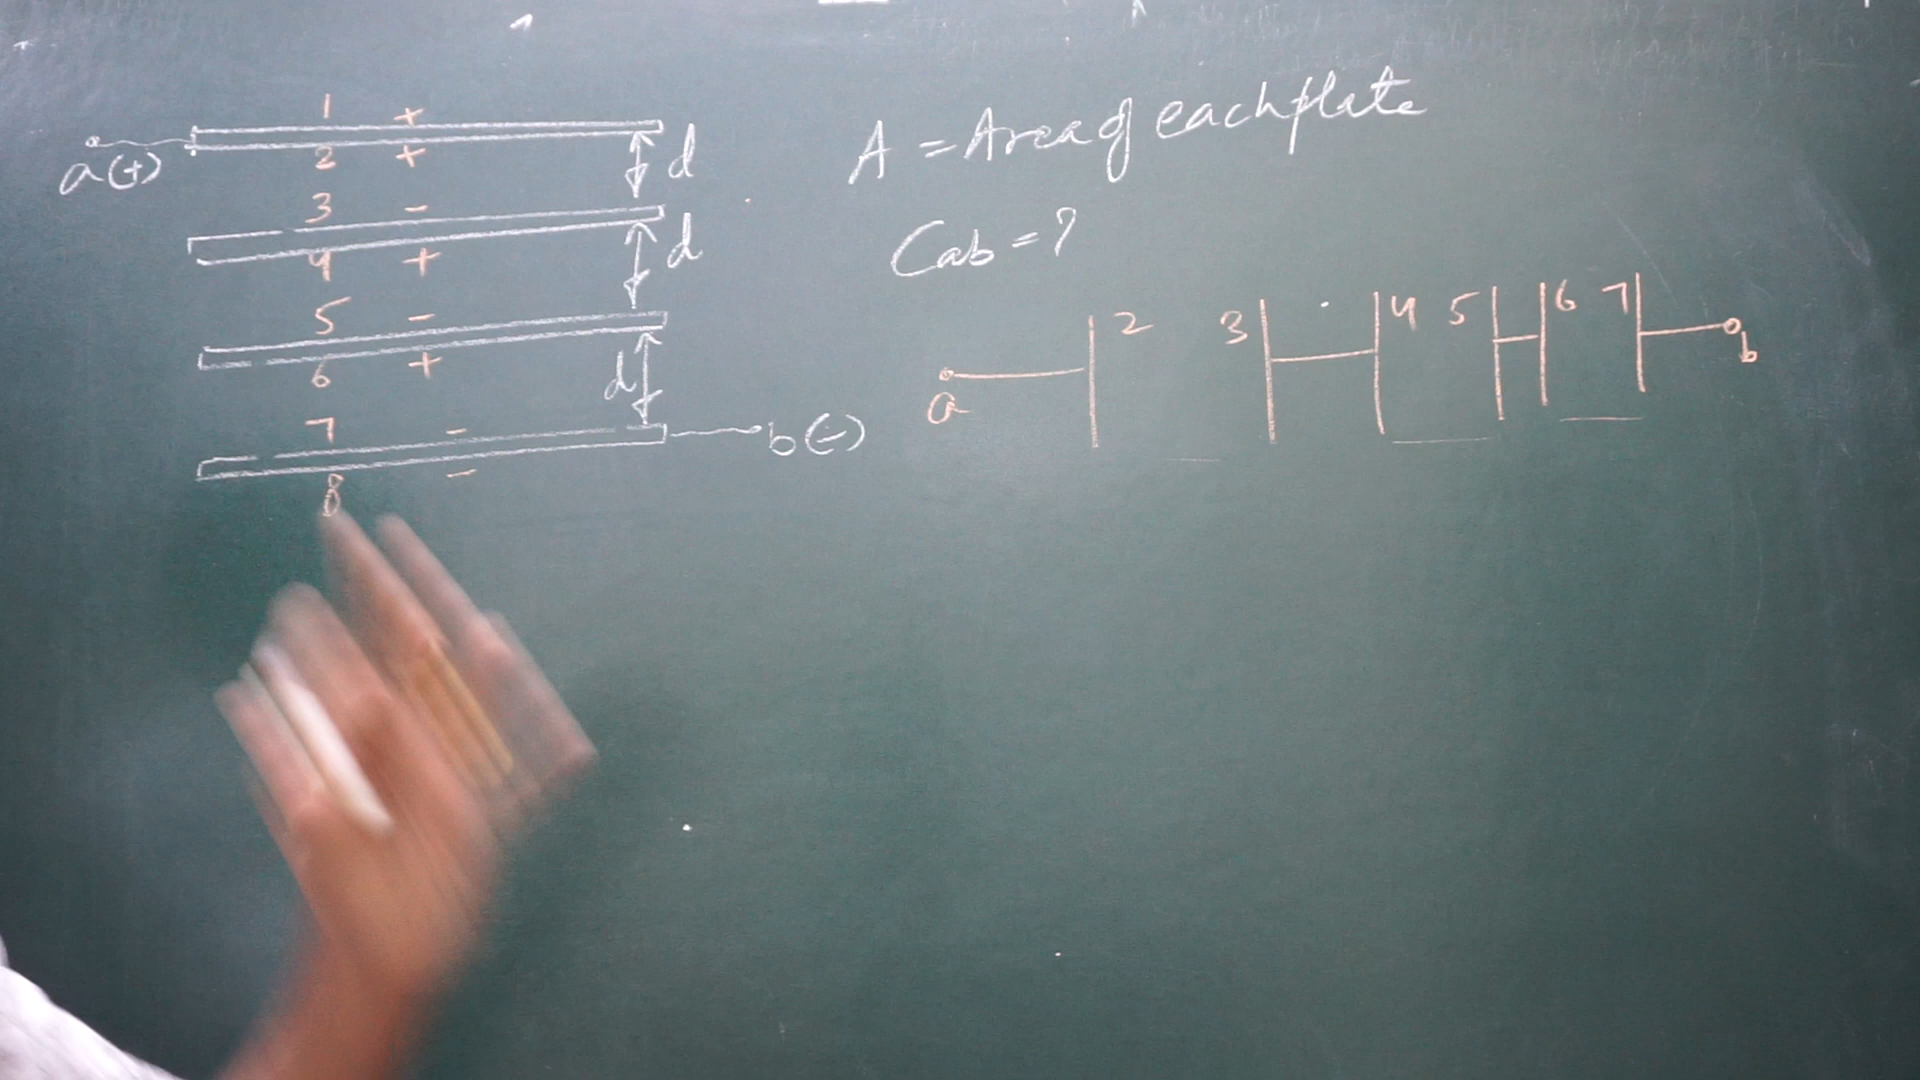 1 +
a(+)
2 +
d
3 -
4 +
d
5 -
6 +
d
7 -
b(-)
8 -
A = Area of each plate
Cab = ?
a 2 3 4 5 6 7 b